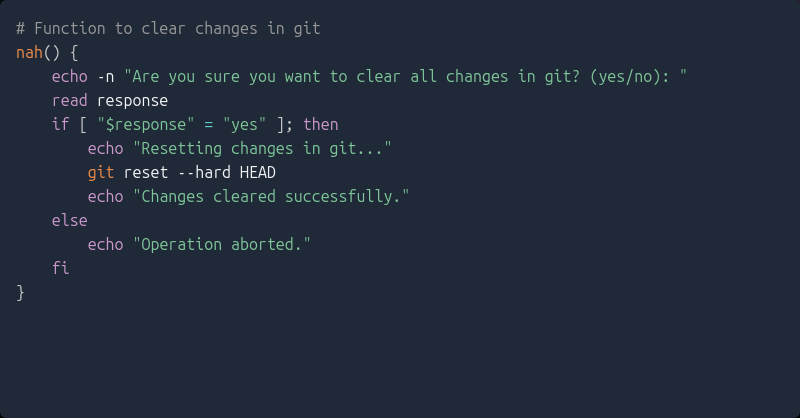 # Function to clear changes in git
nah() {
    echo -n "Are you sure you want to clear all changes in git? (yes/no): "
    read response
    if [ "$response" = "yes" ]; then
        echo "Resetting changes in git..."
        git reset --hard HEAD
        echo "Changes cleared successfully."
    else
        echo "Operation aborted."
    fi
}